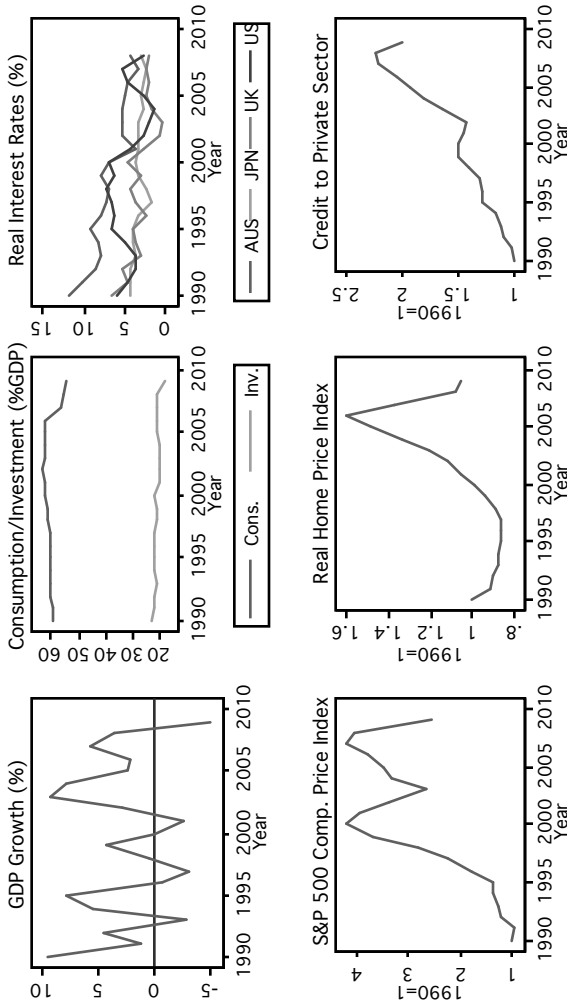 GDP Growth (%)
10
5
0
-5
1990 1995 2000 2005 2010
Year
Consumption/Investment (%GDP)
60
50
40
30
20
1990 1995 2000 2005 2010
Year
Cons. Inv.
Real Interest Rates (%)
15
10
5
0
1990 1995 2000 2005 2010
Year
AUS JPN UK US
S&P 500 Comp. Price Index
1990=1
4
3
2
1
1990 1995 2000 2005 2010
Year
Real Home Price Index
1990=1
1.6
1.4
1.2
1
.8
1990 1995 2000 2005 2010
Year
Credit to Private Sector
1990=1
2.5
2
1.5
1
1990 1995 2000 2005 2010
Year